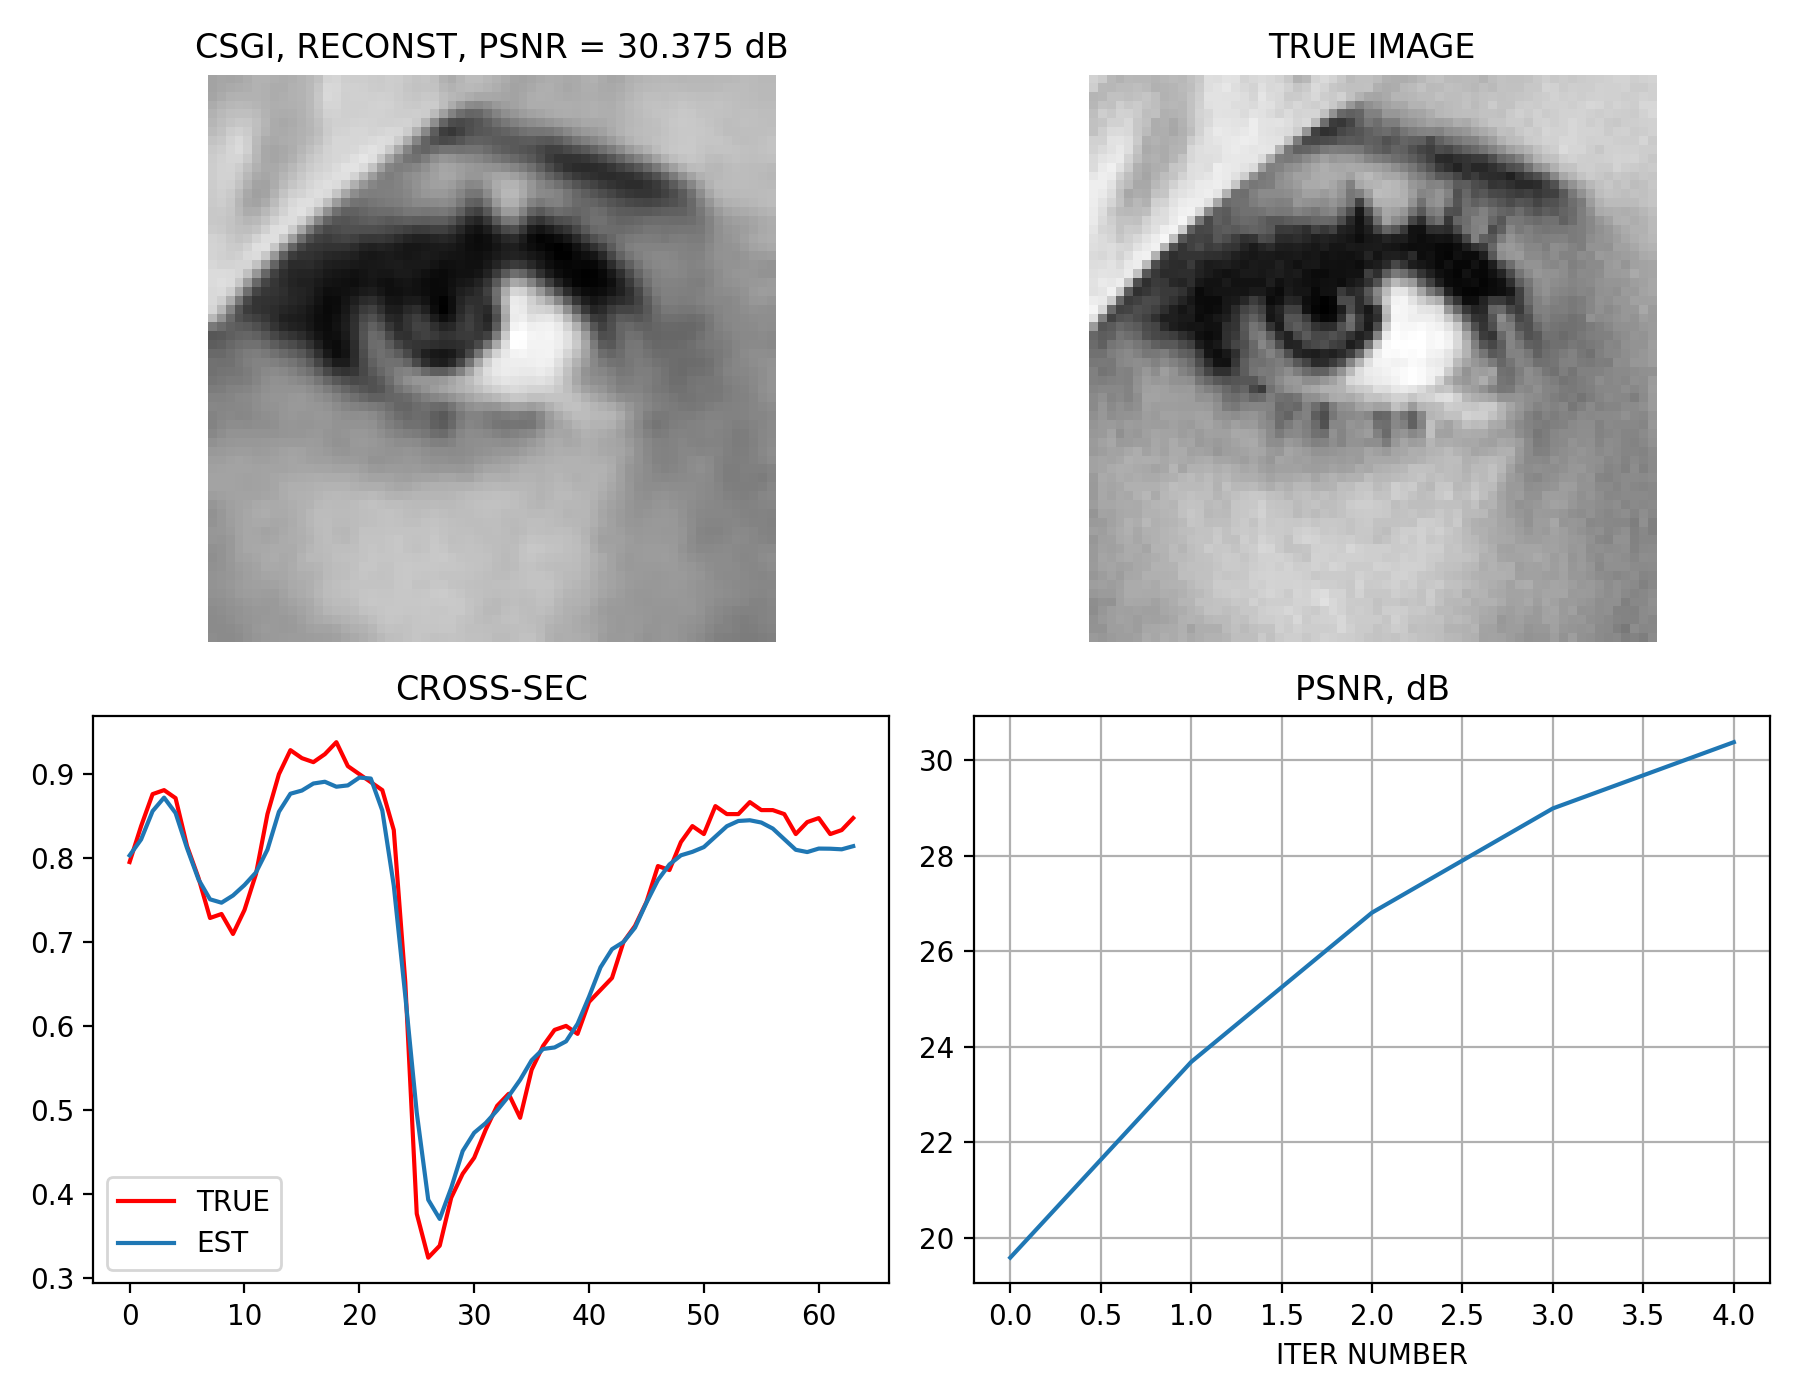 CSGI, RECONST, PSNR = 30.375 dB
TRUE IMAGE
CROSS-SEC
0.9
0.8
0.7
0.6
0.5
0.4
0.3
TRUE
EST
0 10 20 30 40 50 60
PSNR, dB
30
28
26
24
22
20
0.0 0.5 1.0 1.5 2.0 2.5 3.0 3.5 4.0
ITER NUMBER